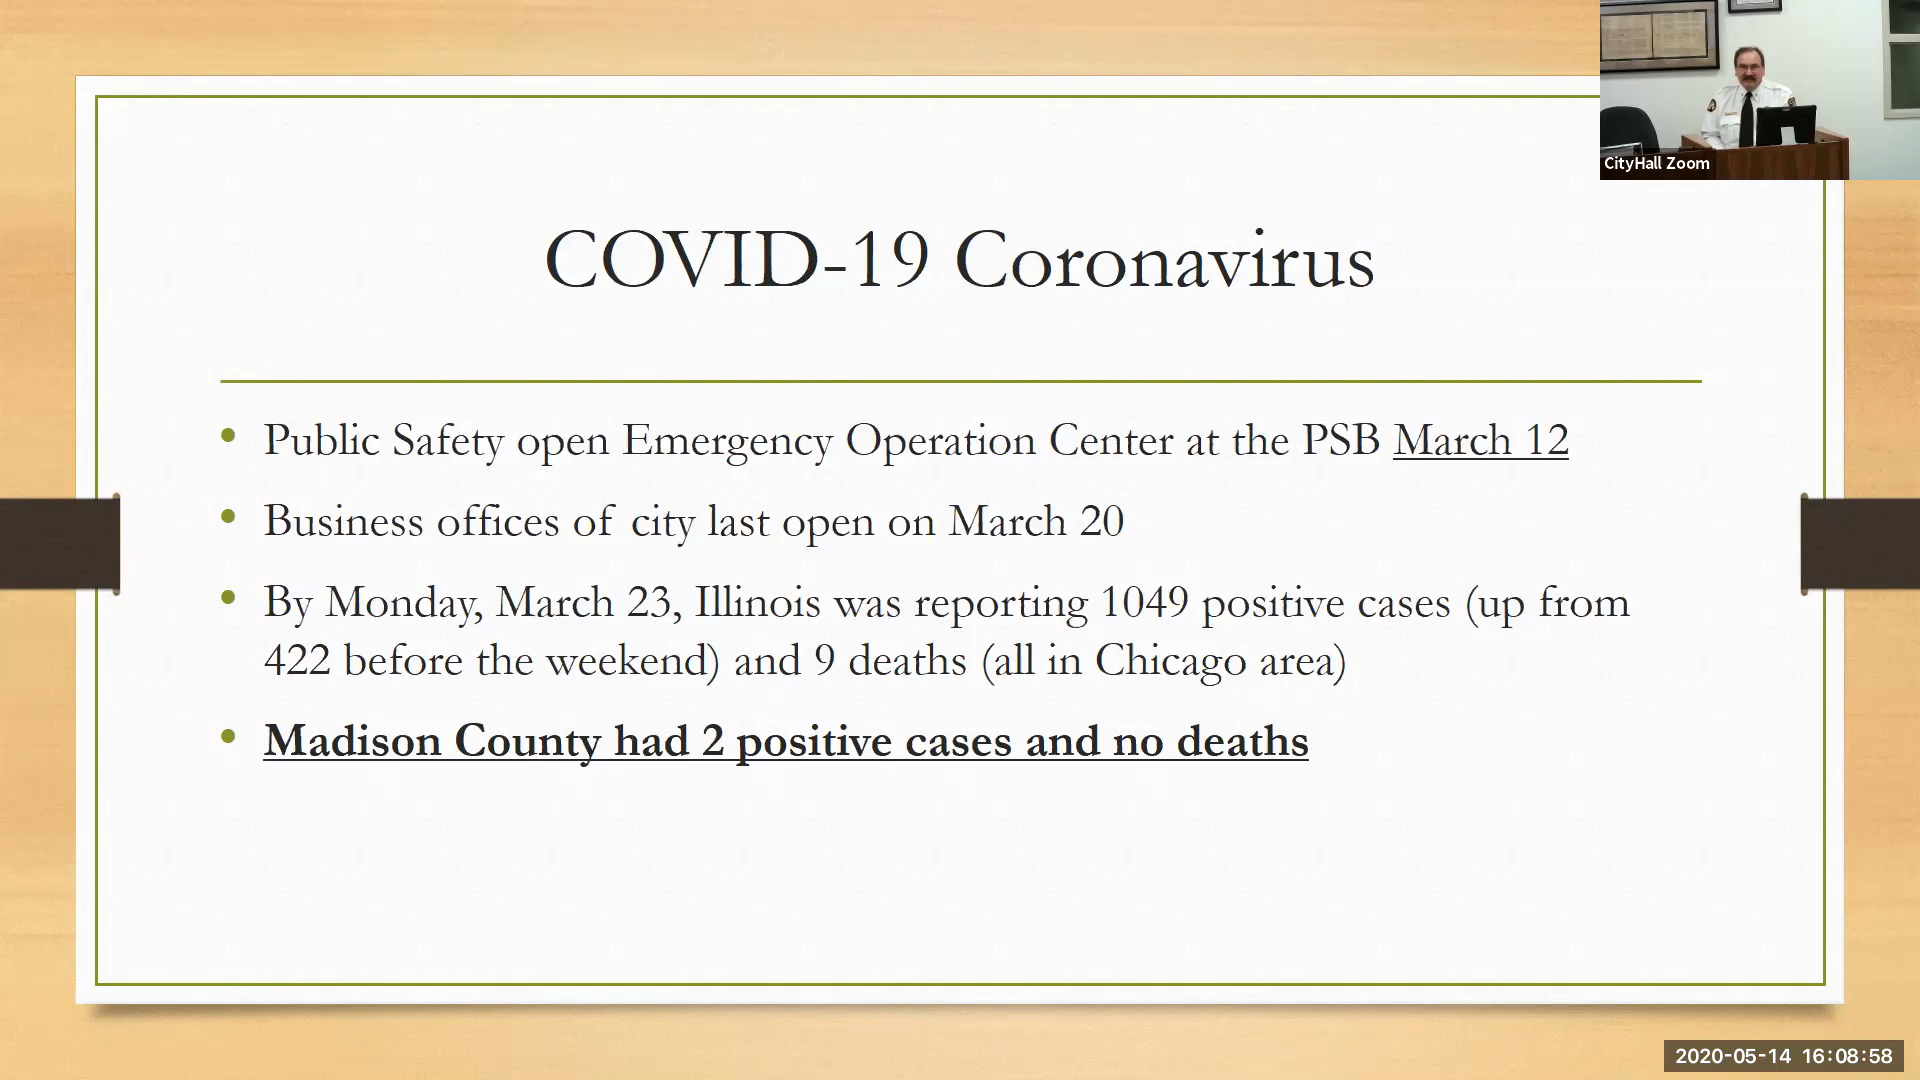 CityHall Zoom
COVID-19 Coronavirus
Public Safety open Emergency Operation Center at the PSB March 12
Business offices of city last open on March 20
By Monday, March 23, Illinois was reporting 1049 positive cases (up from
422 before the weekend) and 9 deaths (all in Chicago area)
Madison County had 2 positive cases and no deaths
2020-05-14 16:08:58